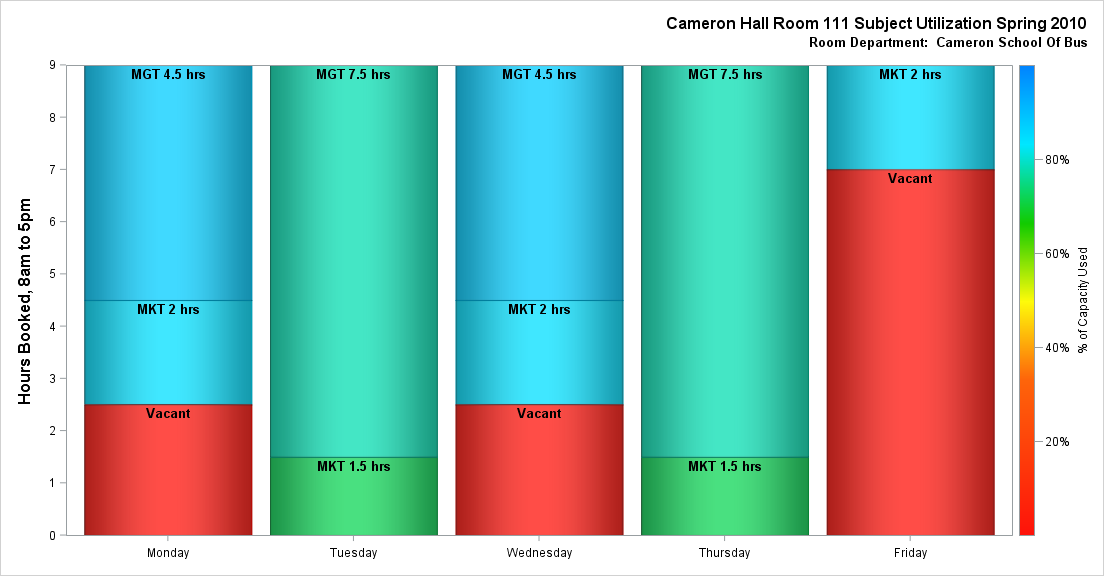 Cameron Hall Room 111 Subject Utilization Spring 2010
Room Department:  Cameron School Of Bus
Hours Booked, 8am to 5pm
9
8
7
6
5
4
3
2
1
0
MGT 4.5 hrs
MKT 2 hrs
Vacant
MGT 7.5 hrs
MKT 1.5 hrs
MGT 4.5 hrs
MKT 2 hrs
Vacant
MGT 7.5 hrs
MKT 1.5 hrs
MKT 2 hrs
Vacant
Monday
Tuesday
Wednesday
Thursday
Friday
80%
60%
40%
20%
% of Capacity Used